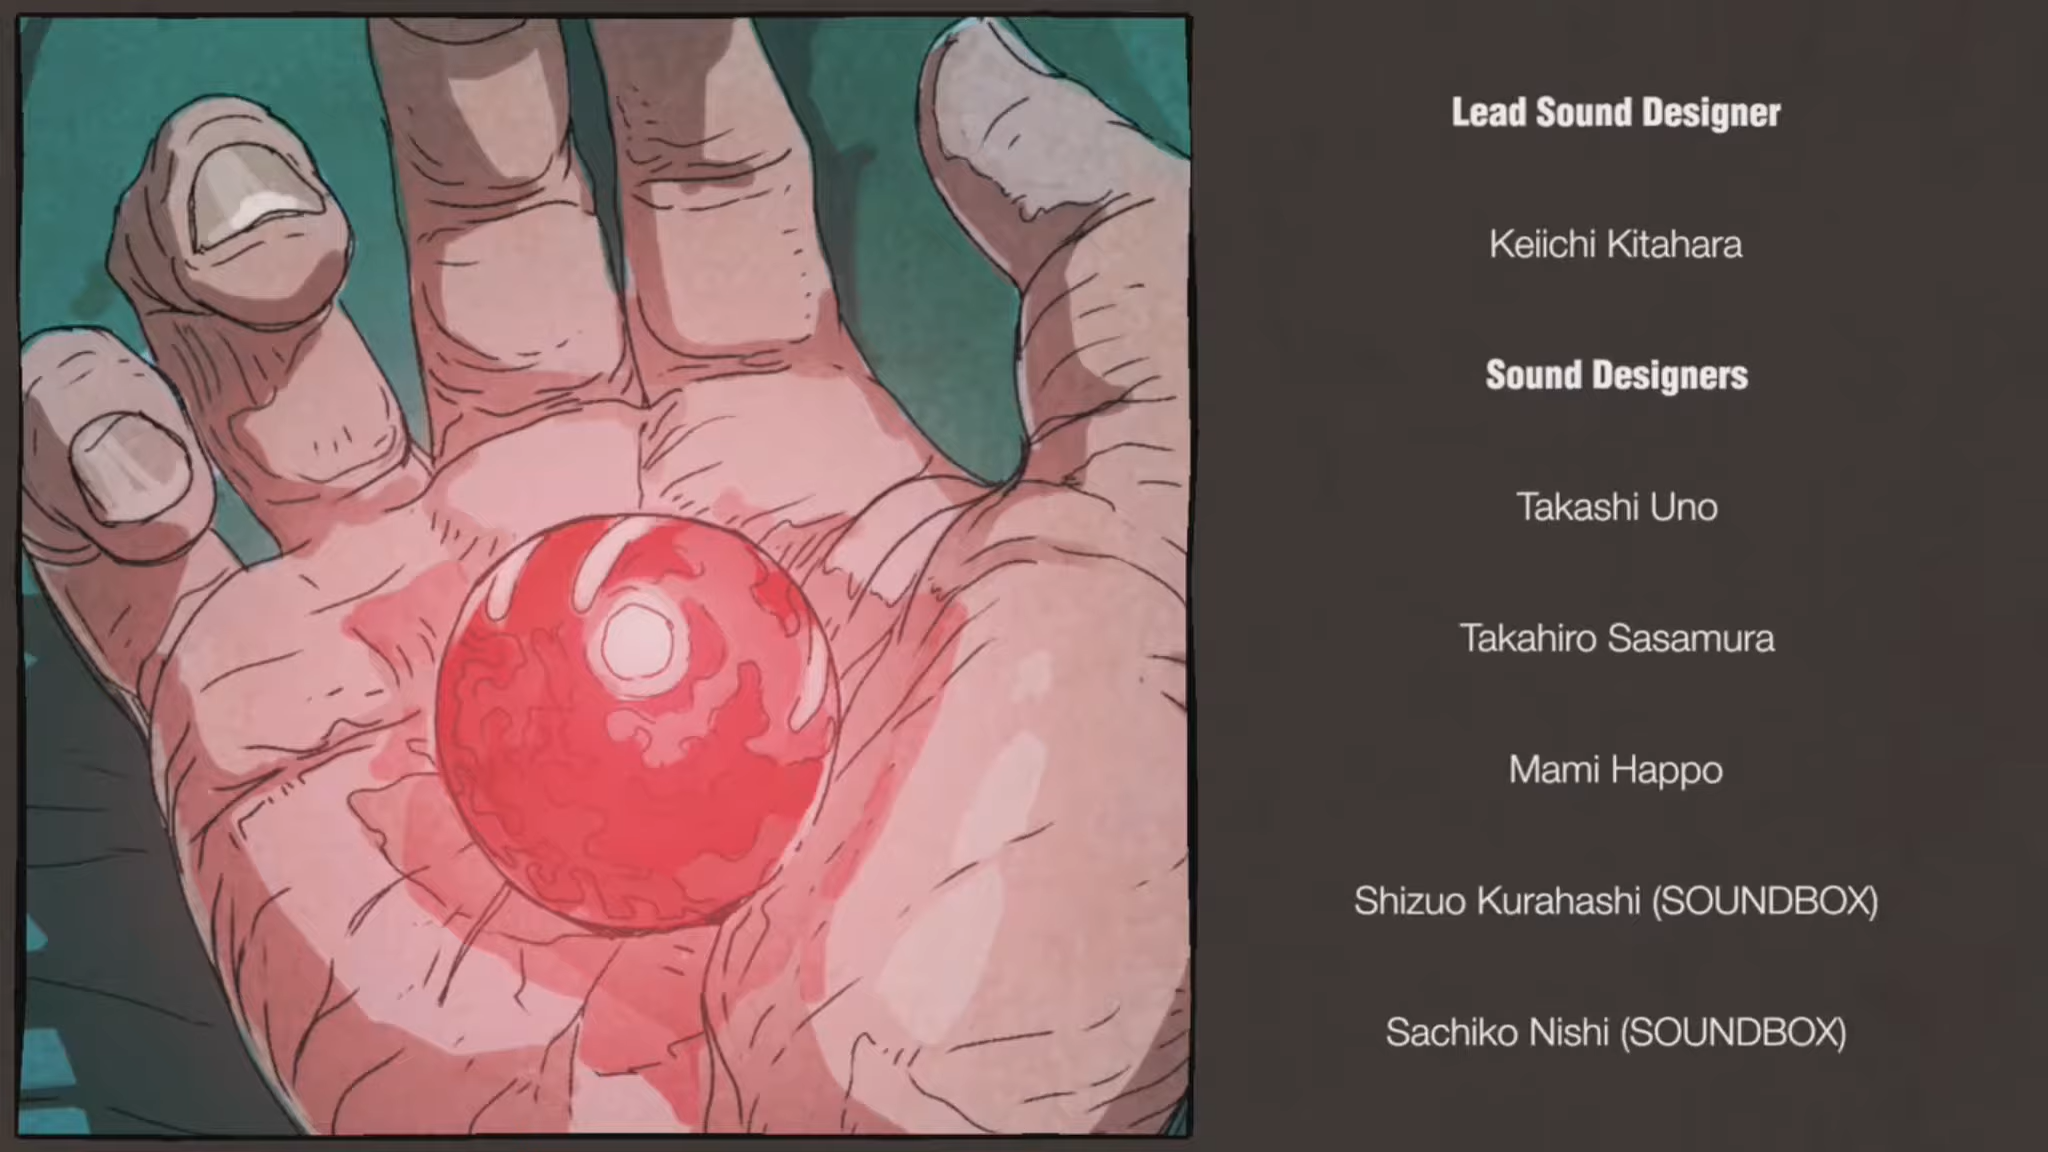 Lead Sound Designer
Keiichi Kitahara
Sound Designers
Takashi Uno
Takahiro Sasamura
Mami Happo
Shizuo Kurahashi (SOUNDBOX)
Sachiko Nishi (SOUNDBOX)